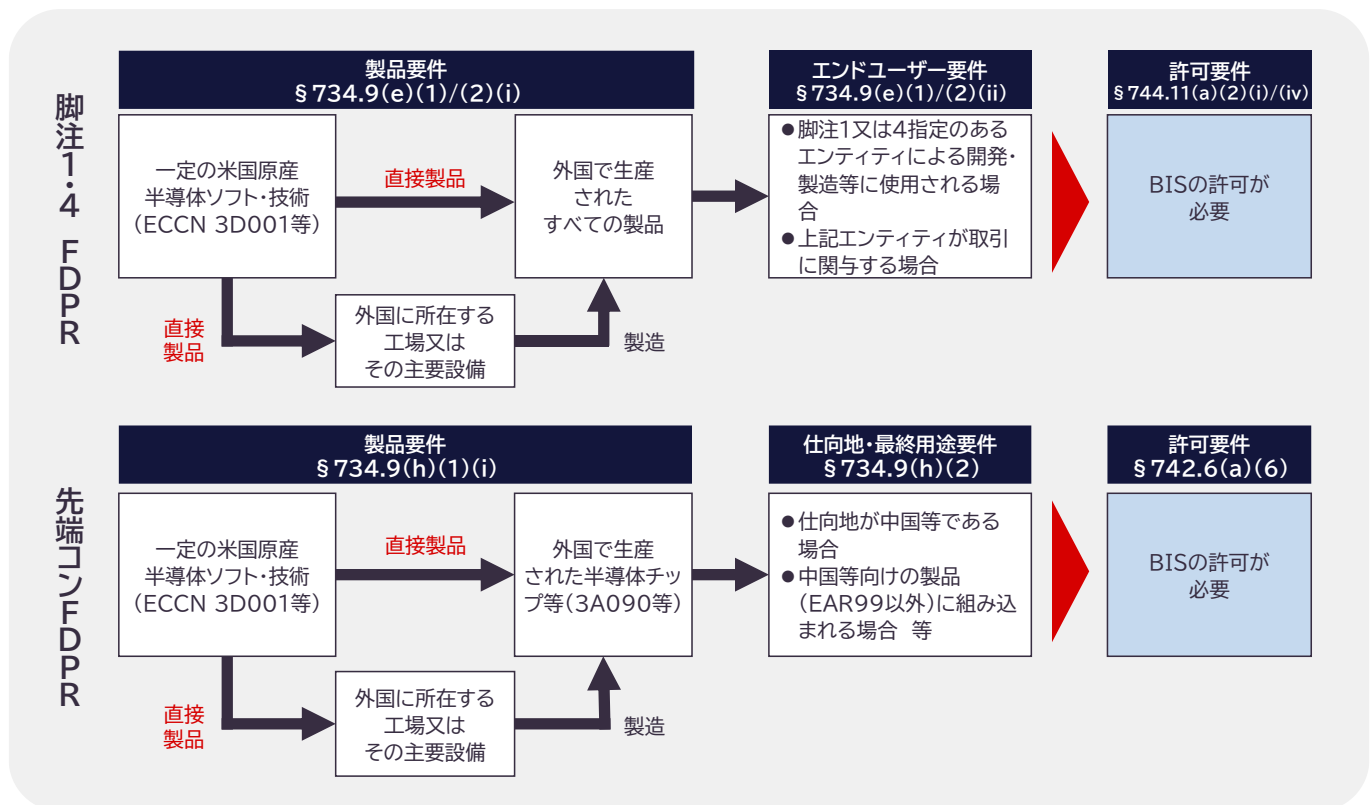 脚注1・4 FDPR
製品要件
§734.9(e)(1)/(2)(i)
エンドユーザー要件
§734.9(e)(1)/(2)(ii)
許可要件
§744.11(a)(2)(i)/(iv)
一定の米国原産
半導体ソフト・技術
(ECCN 3D001等)
直接製品
外国で生産
された
すべての製品
●脚注1又は4指定のある
エンティティによる開発・
製造等に使用される場
合
●上記エンティティが取引
に関与する場合
BISの許可が
必要
直接
製品
外国に所在する
工場又は
その主要設備
製造
先端コンFDPR
製品要件
§734.9(h)(1)(i)
仕向地・最終用途要件
§734.9(h)(2)
許可要件
§742.6(a)(6)
一定の米国原産
半導体ソフト・技術
(ECCN 3D001等)
直接製品
外国で生産
された半導体チッ
プ等(3A090等)
●仕向地が中国等である
場合
●中国等向けの製品
(EAR99以外)に組み込
まれる場合 等
BISの許可が
必要
直接
製品
外国に所在する
工場又は
その主要設備
製造